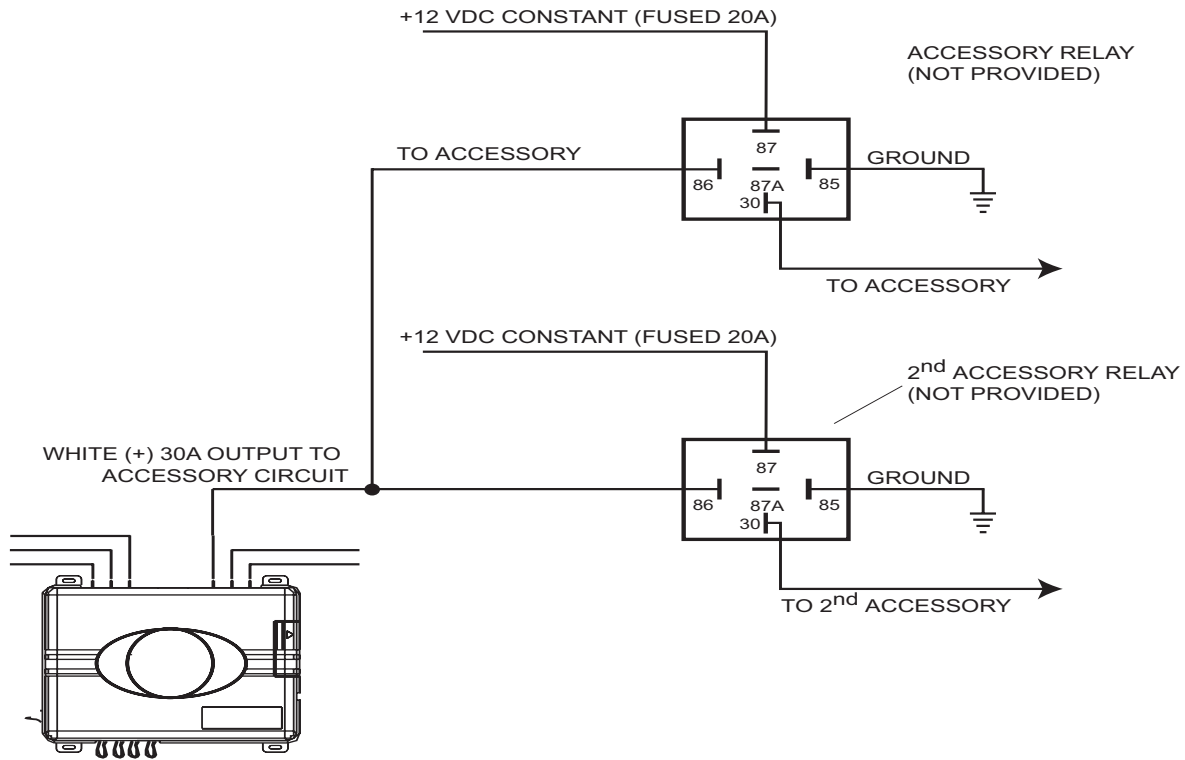 +12 VDC CONSTANT (FUSED 20A)
ACCESSORY RELAY
(NOT PROVIDED)
87
TO ACCESSORY
GROUND
86
87A
85
30
TO ACCESSORY
+12 VDC CONSTANT (FUSED 20A)
2nd ACCESSORY RELAY
(NOT PROVIDED)
WHITE (+) 30A OUTPUT TO
ACCESSORY CIRCUIT
87
GROUND
86
87A
85
30
TO 2nd ACCESSORY